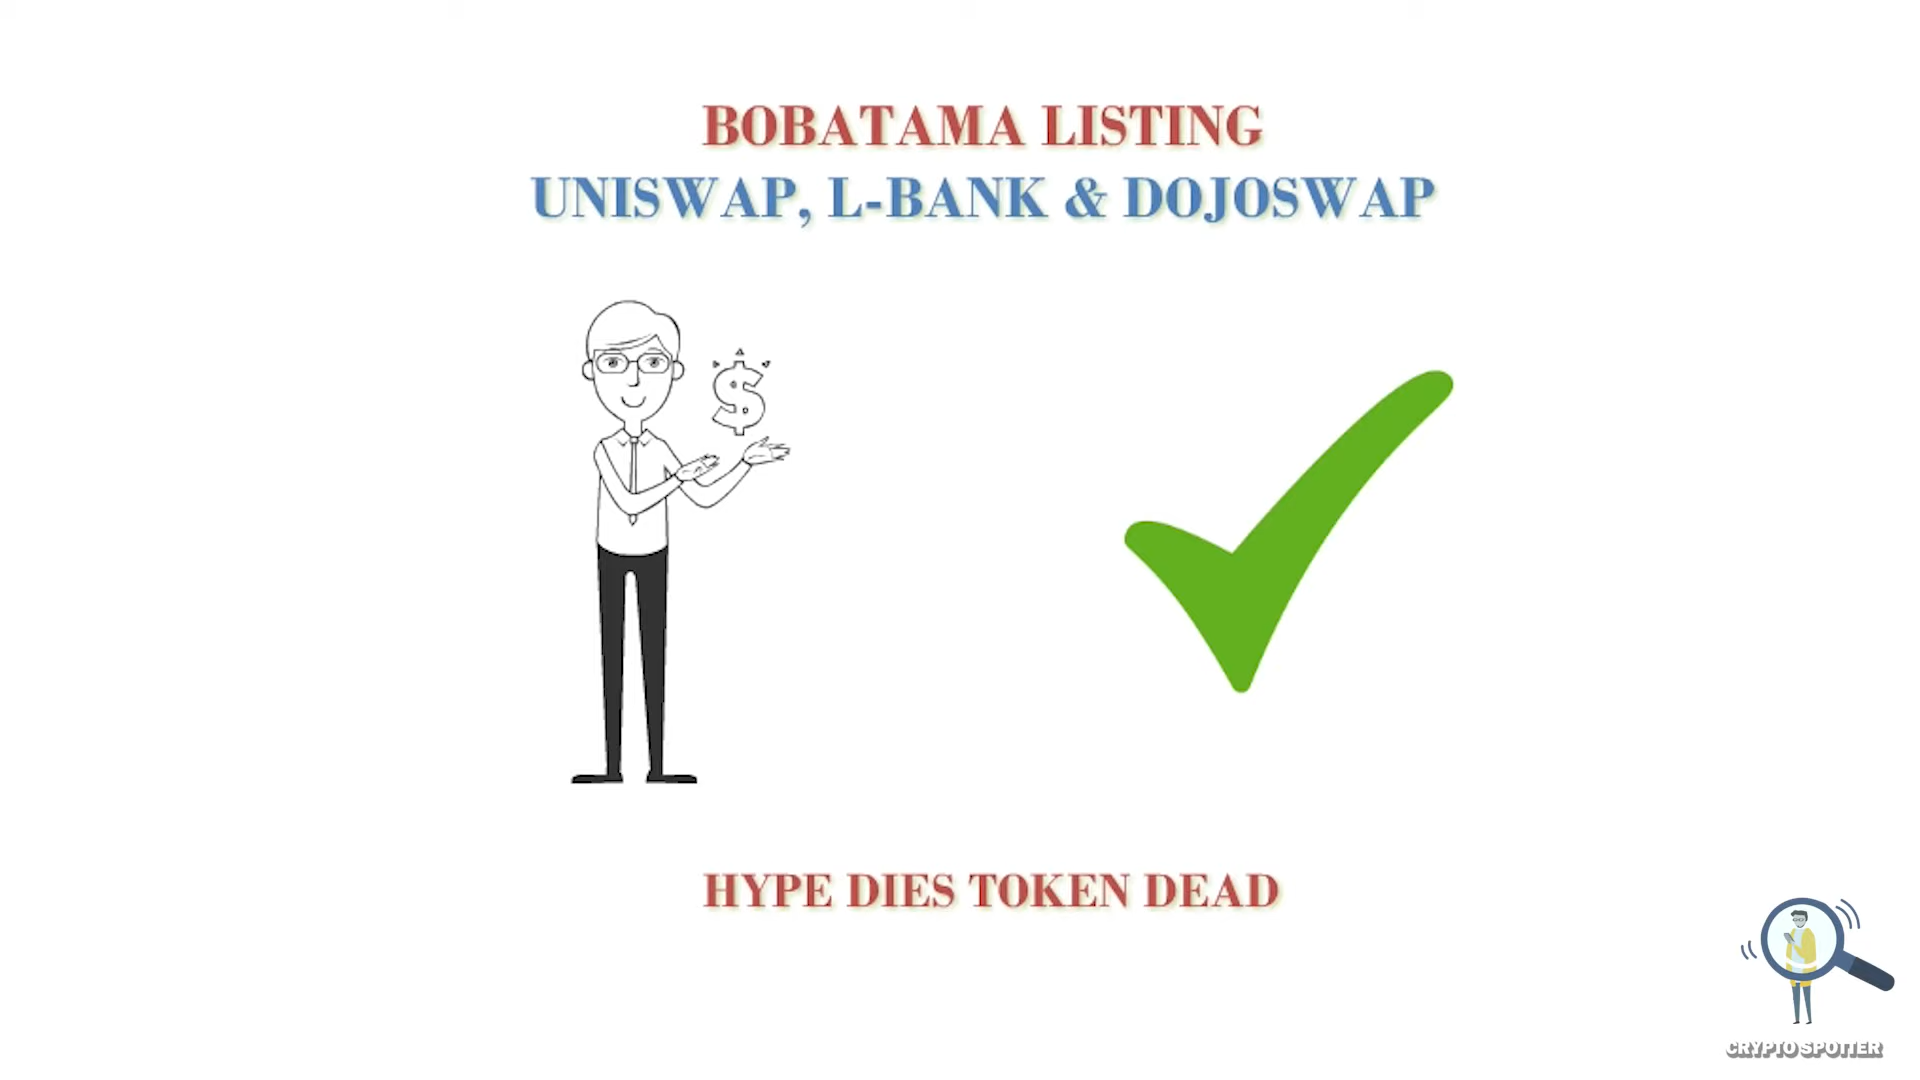 BOBATAMA LISTING
UNISWAP, L-BANK & DOJOSWAP
$
HYPE DIES TOKEN DEAD
CRYPTO SPOTTER